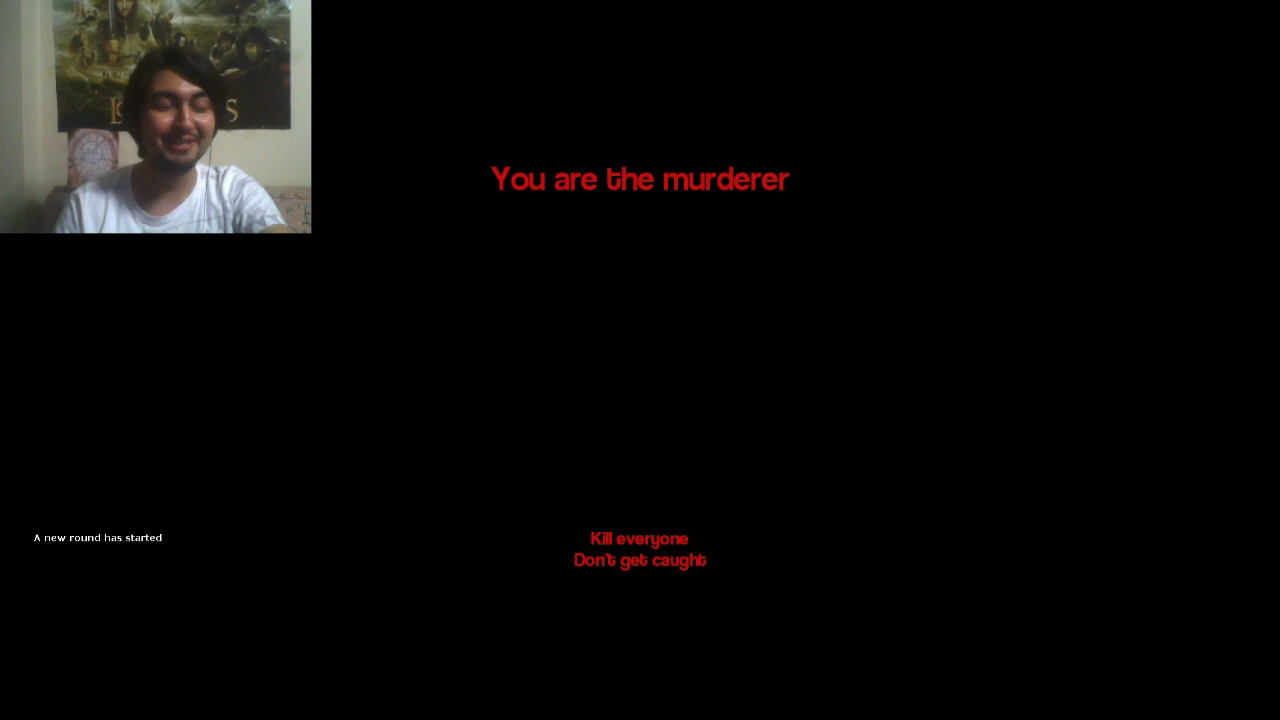 You are the murderer
A new round has started
Kill everyone
Don't get caught